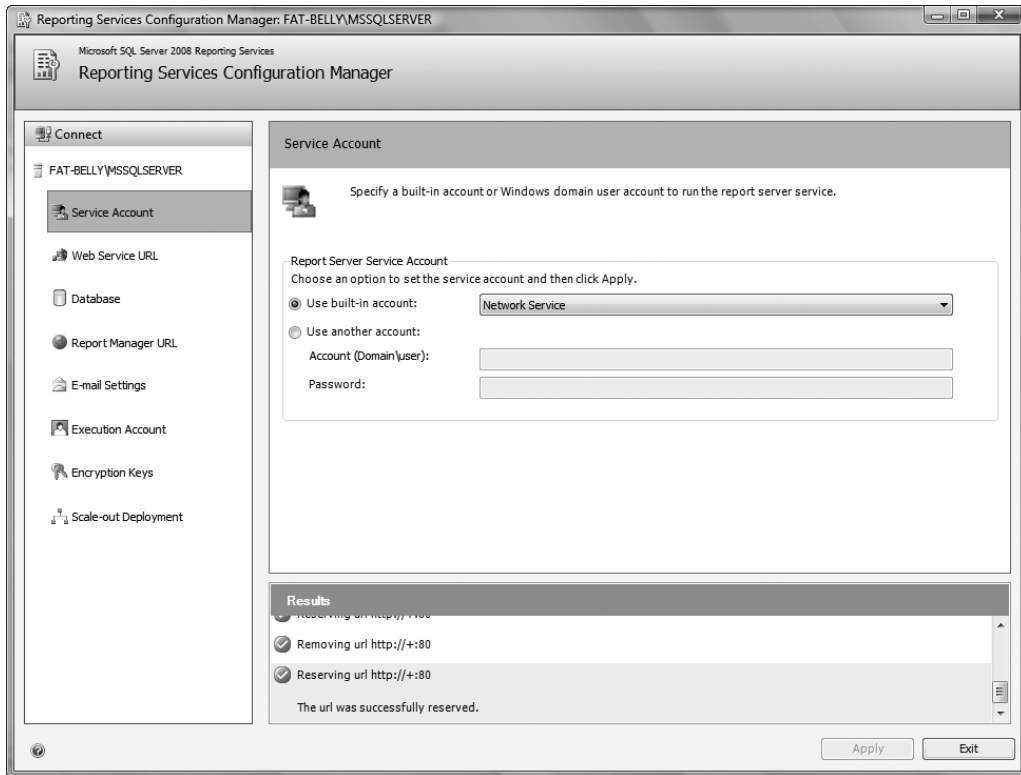 Reporting Services Configuration Manager: FAT-BELLY\MSSQLSERVER
Microsoft SQL Server 2008 Reporting Services
Reporting Services Configuration Manager
Connect
FAT-BELLY\MSSQLSERVER
Service Account
Web Service URL
Database
Report Manager URL
E-mail Settings
Execution Account
Encryption Keys
Scale-out Deployment
Service Account
Specify a built-in account or Windows domain user account to run the report server service.
Report Server Service Account
Choose an option to set the service account and then click Apply.
Use built-in account:
Network Service
Use another account:
Account (Domain\user):
Password:
Results
Reserving url http://+:80
Removing url http://+:80
Reserving url http://+:80
The url was successfully reserved.
Apply
Exit